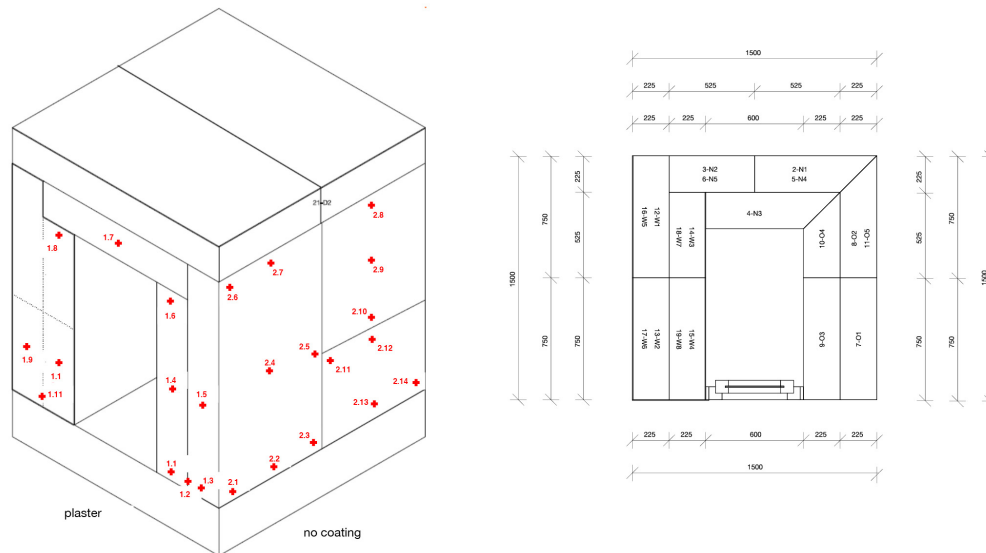 21-O2
2.8
1.7
1.8
2.7
2.9
2.6
1.6
2.10
2.12
2.5
2.11
1.9
1.1
2.4
1.4
1.5
2.14
1.11
2.13
2.3
1.1
2.2
1.3
2.1
1.2
plaster
no coating
1500
225 525 525 225
225 225 600 225 225
3-N2 2-N1
6-N5 5-N4
4-N3
16-W5
12-W1
18-W7
14-W3
10-O4
8-O2
11-O5
17-W6
13-W2
19-W8
15-W4
9-O3
7-O1
1500
750
750
225
525
750
225
525
750
750
750
1500
225 225 600 225 225
1500